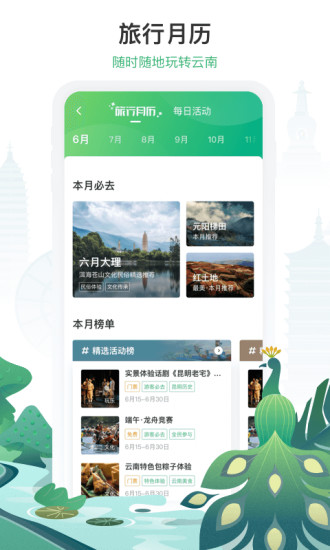 旅行月历
随时随地玩转云南
旅行月历 每日活动
6月 7月 8月 9月 10月 11
本月必去
六月大理
滨海苍山文化民俗精选推荐
民俗体验 文化传承
元阳梯田
本月推荐
红土地
最美·本月推荐
本月榜单
# 精选活动榜
#
实景体验话剧《昆明老宅》...
门票 游客必去 昆明历史
6月15-6月30日
端午·龙舟竞赛
免费 游客必去 全民参与
6月15-6月30日
云南特色包粽子体验
门票 特色体验 云南美食
6月15-6月30日